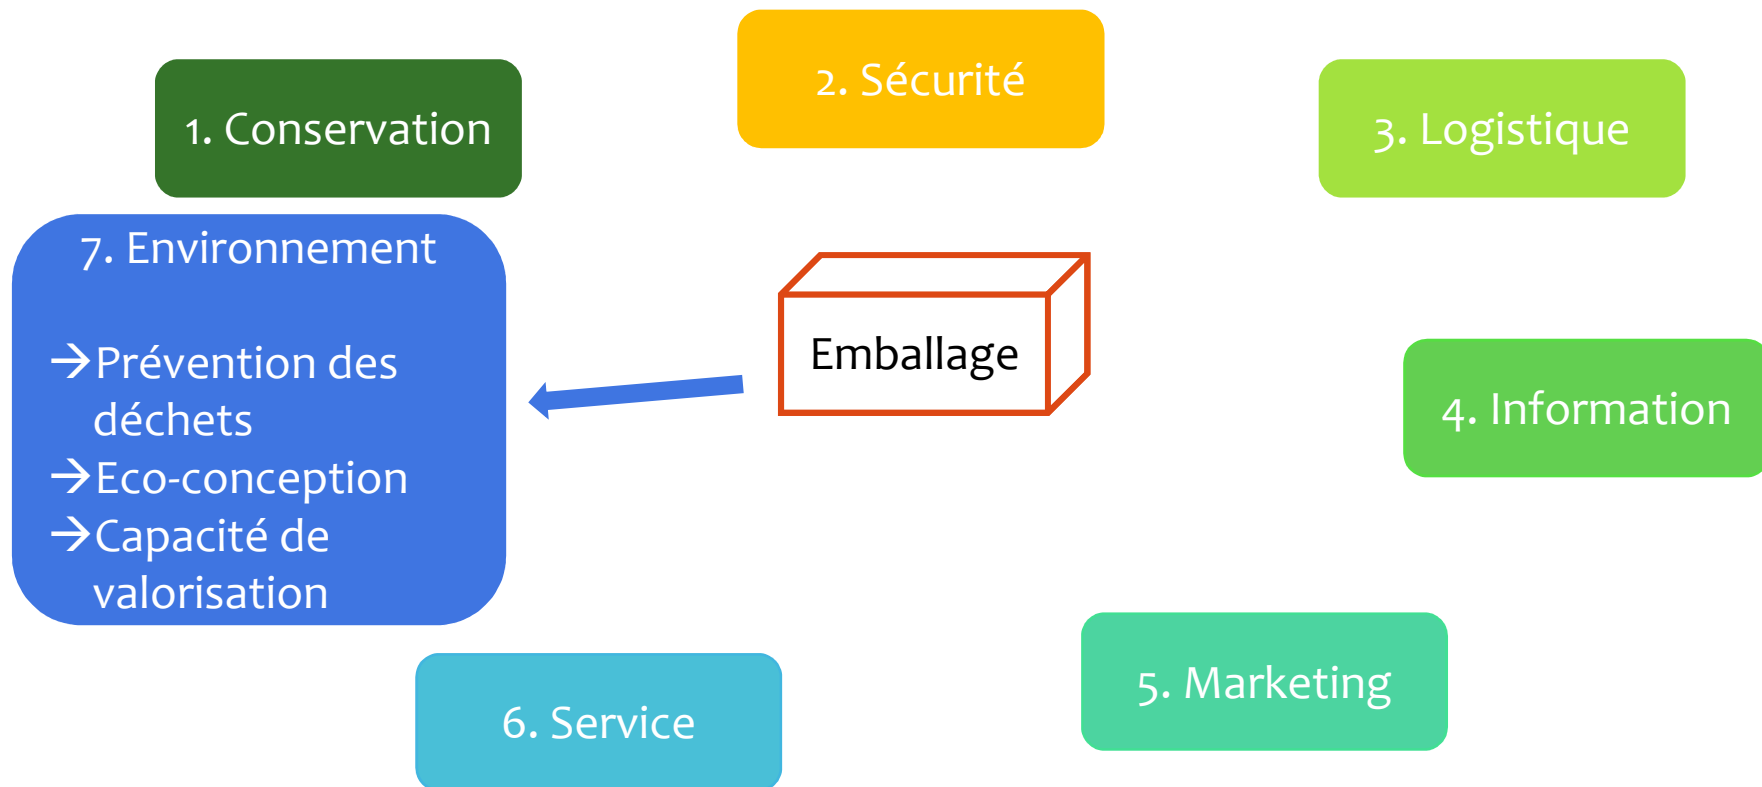 1. Conservation
2. Sécurité
3. Logistique
7. Environnement
→Prévention des
déchets
→Eco-conception
→Capacité de
valorisation
Emballage
4. Information
5. Marketing
6. Service